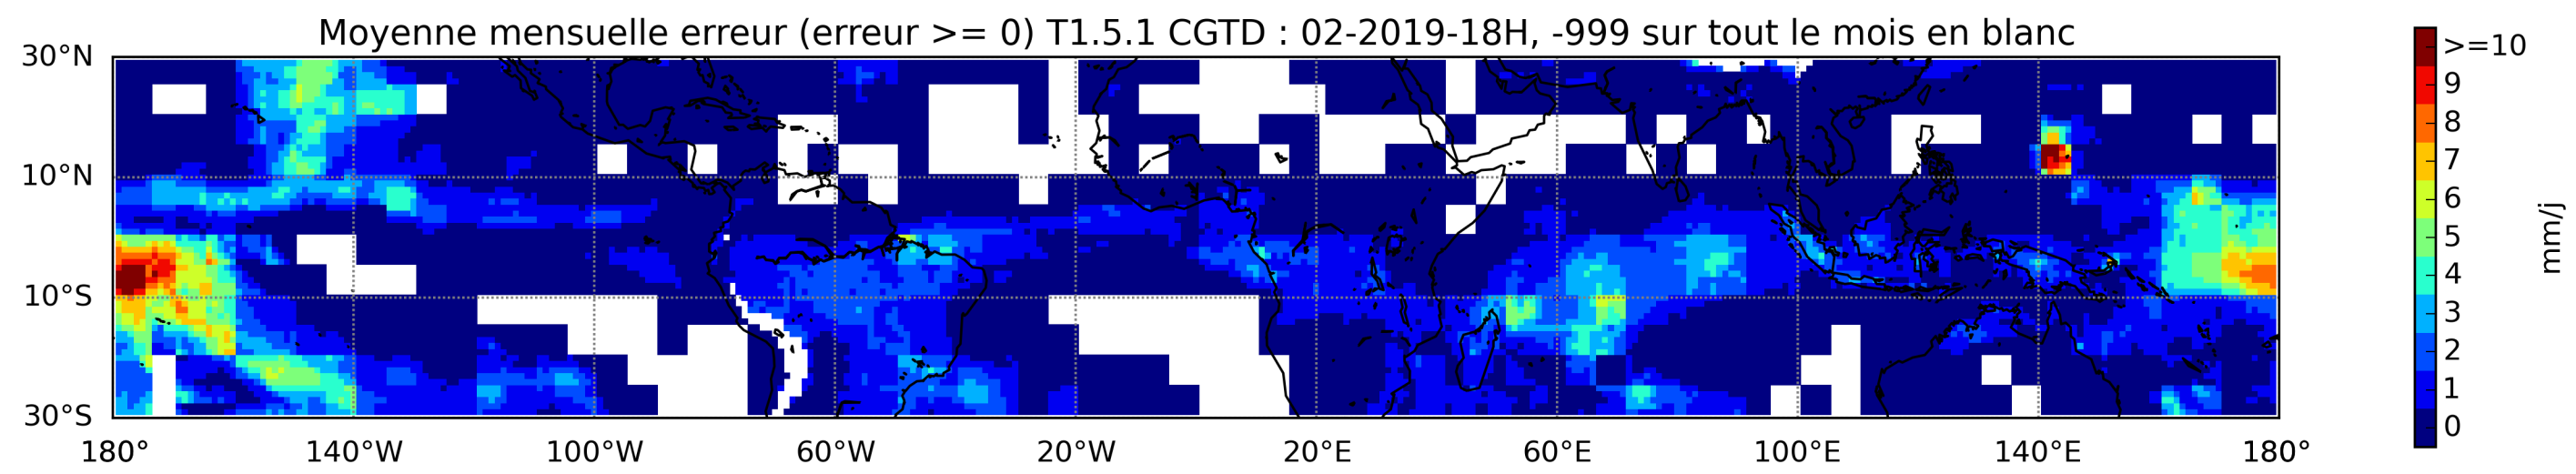 Moyenne mensuelle erreur (erreur >= 0) T1.5.1 CGTD : 02-2019-18H, -999 sur tout le mois en blanc
30°N
10°N
10°S
30°S
180° 140°W 100°W 60°W 20°W 20°E 60°E 100°E 140°E 180°
>=10
9
8
7
6
5
4
3
2
1
0
mm/j